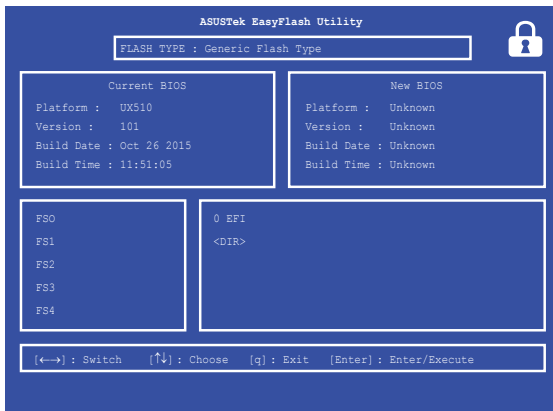 ASUSTek EasyFlash Utility
FLASH TYPE : Generic Flash Type
Current BIOS
Platform : UX510
Version : 101
Build Date : Oct 26 2015
Build Time : 11:51:05
New BIOS
Platform : Unknown
Version : Unknown
Build Date : Unknown
Build Time : Unknown
FSO
FS1
FS2
FS3
FS4
0 EFI
<DIR>
[←→] : Switch [↑↓] : Choose [q] : Exit [Enter] : Enter/Execute